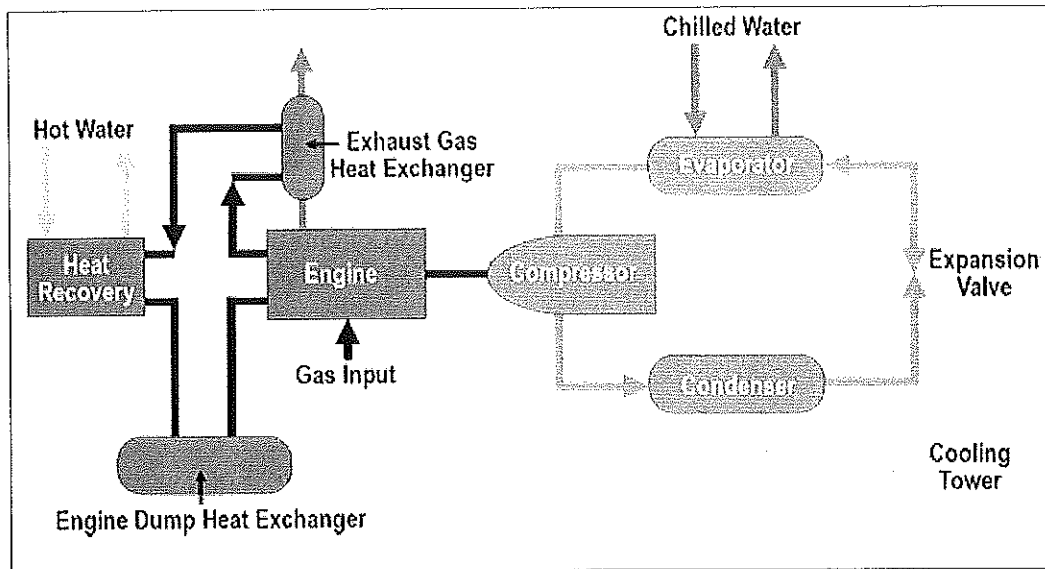 Chilled Water
Hot Water
Exhaust Gas
Heat Exchanger
Evaporator
Heat
Recovery
Engine
Compressor
Expansion
Valve
Gas Input
Condenser
Cooling
Tower
Engine Dump Heat Exchanger